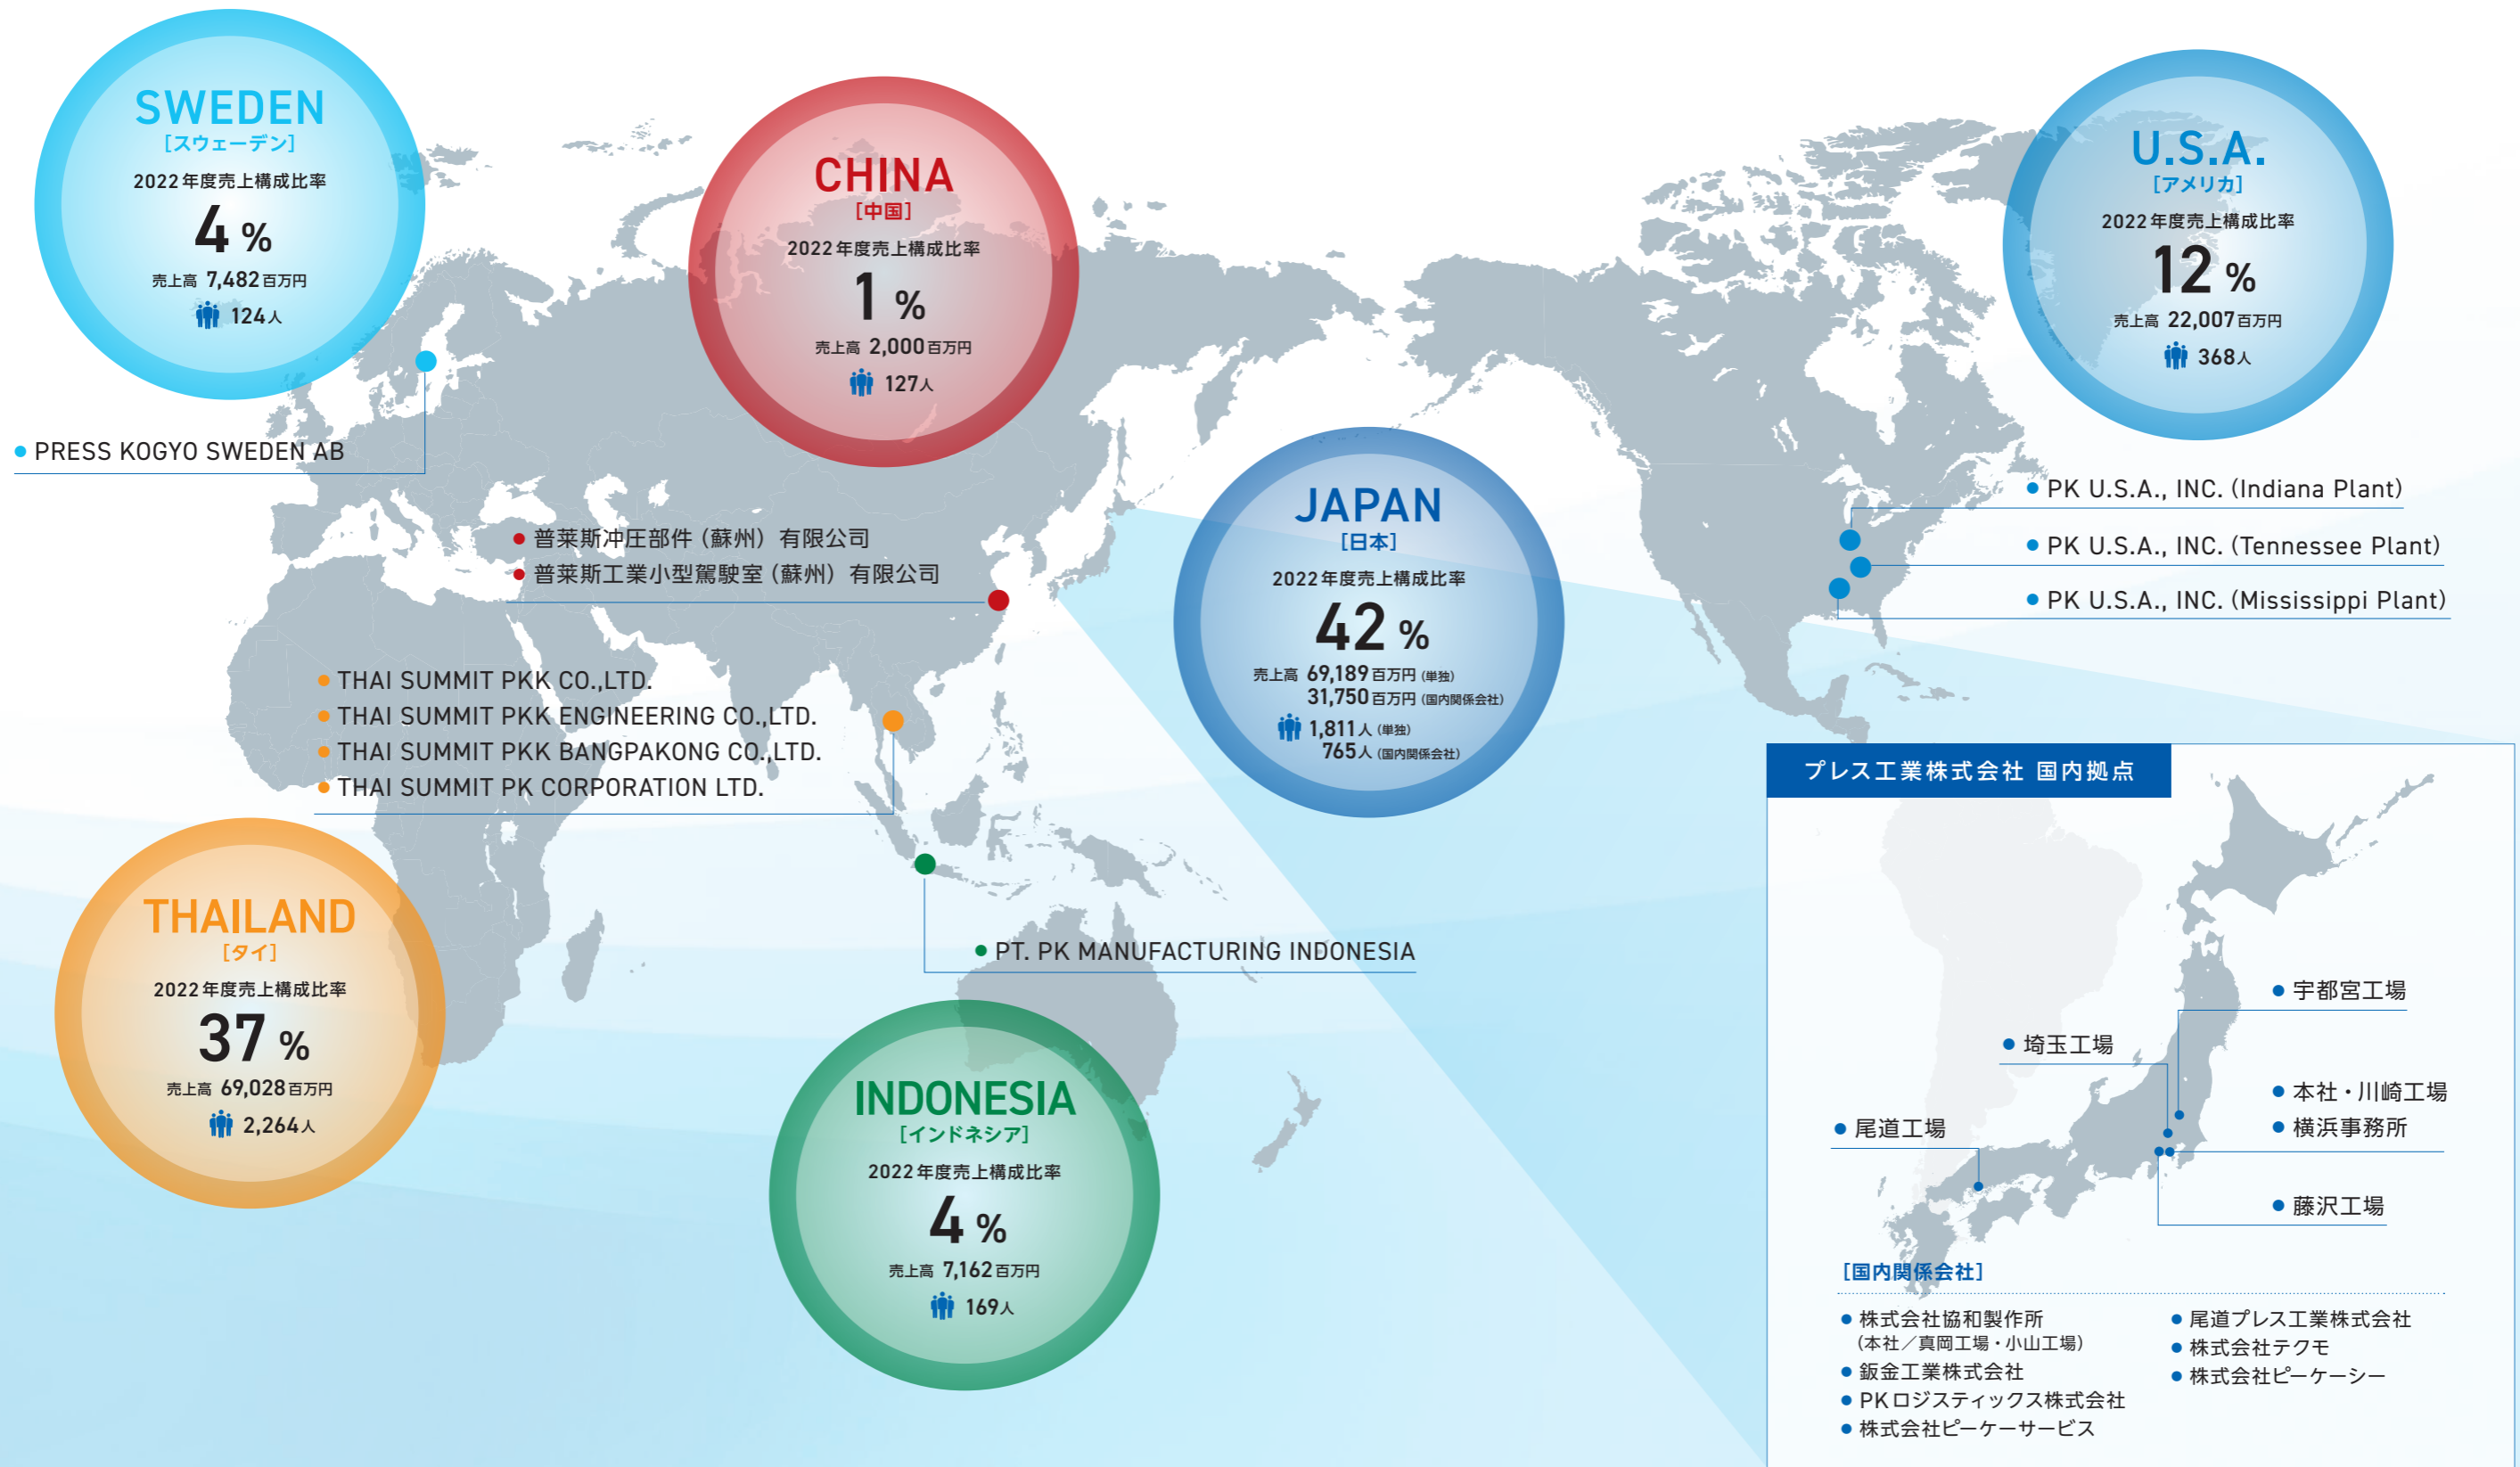 SWEDEN
［スウェーデン］
2022年度売上構成比率
4 %
売上高 7,482百万円
124人
PRESS KOGYO SWEDEN AB
CHINA
［中国］
2022年度売上構成比率
1 %
売上高 2,000百万円
127人
普莱斯冲圧部件（蘇州）有限公司
普莱斯工業小型駕駛室（蘇州）有限公司
U.S.A.
［アメリカ］
2022年度売上構成比率
12 %
売上高 22,007百万円
368人
PK U.S.A., INC.（Indiana Plant）
PK U.S.A., INC.（Tennessee Plant）
PK U.S.A., INC.（Mississippi Plant）
JAPAN
［日本］
2022年度売上構成比率
42 %
売上高 69,189百万円（単独）
31,750百万円（国内関係会社）
1,811人（単独）
765人（国内関係会社）
THAI SUMMIT PKK CO.,LTD.
THAI SUMMIT PKK ENGINEERING CO.,LTD.
THAI SUMMIT PKK BANGPAKONG CO.,LTD.
THAI SUMMIT PK CORPORATION LTD.
THAILAND
［タイ］
2022年度売上構成比率
37 %
売上高 69,028百万円
2,264人
PT. PK MANUFACTURING INDONESIA
INDONESIA
［インドネシア］
2022年度売上構成比率
4 %
売上高 7,162百万円
169人
プレス工業株式会社 国内拠点
宇都宮工場
埼玉工場
本社・川崎工場
横浜事務所
尾道工場
藤沢工場
［国内関係会社］
株式会社協和製作所
（本社／真岡工場・小山工場）
鈑金工業株式会社
PKロジスティックス株式会社
株式会社ピーケーサービス
尾道プレス工業株式会社
株式会社テクモ
株式会社ピーケーシー